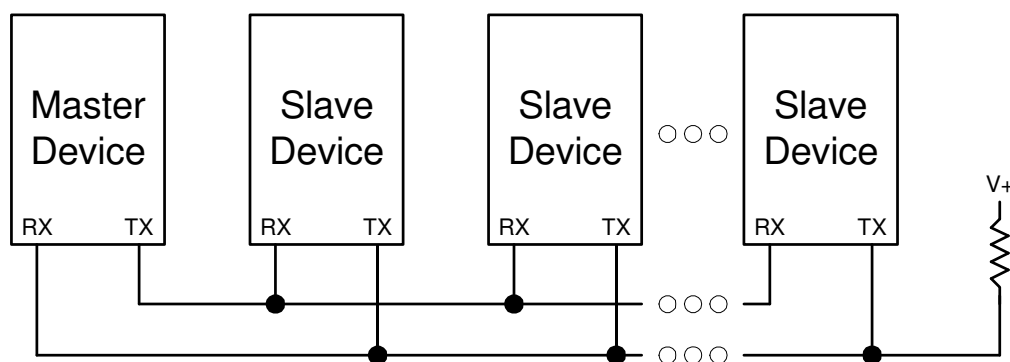 Master
Device
Slave
Device
Slave
Device
Slave
Device
V+
RX TX
RX TX
RX TX
RX TX